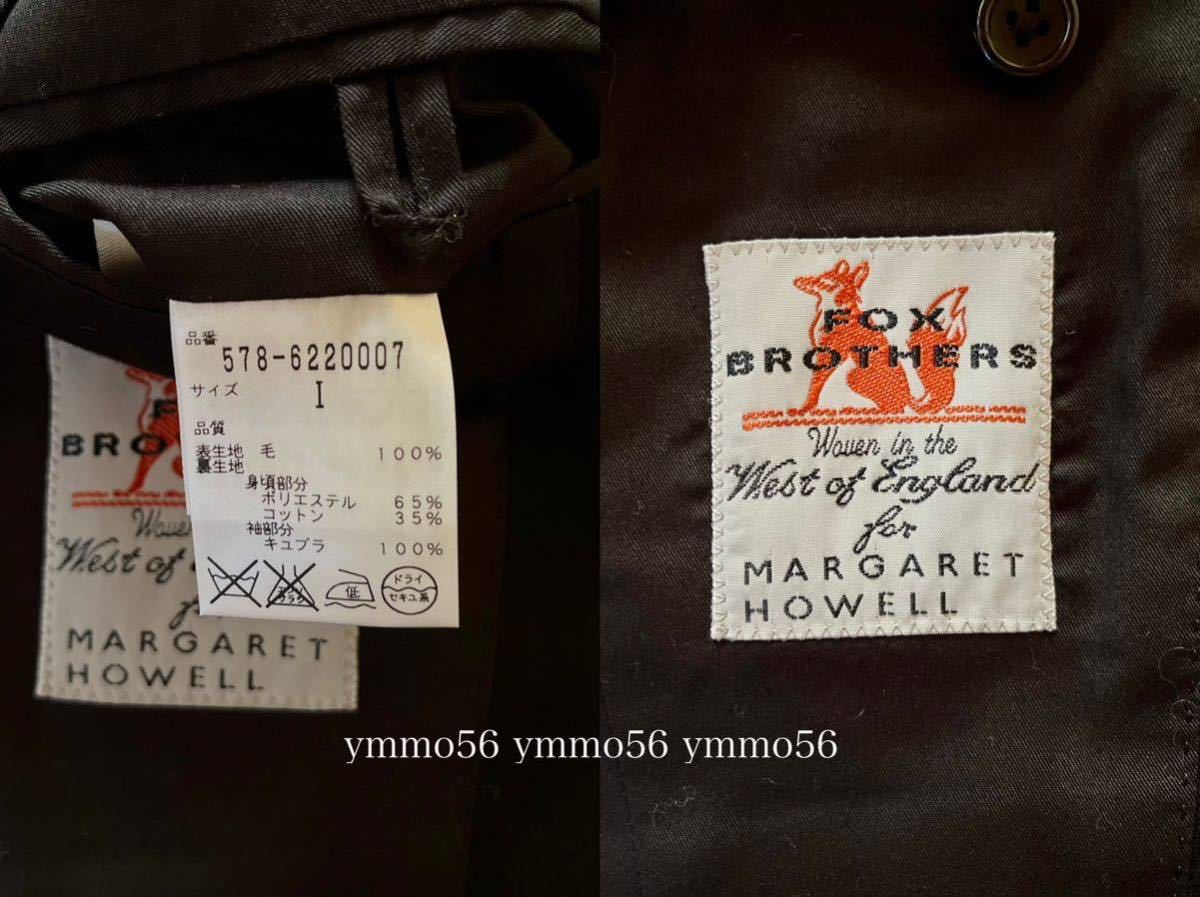 品番
578-6220007
サイズ
I
品質
表生地 毛 100%
裏生地
身頃部分
ポリエステル 65%
コットン 35%
袖部分
キュプラ 100%
低
ドライ
セキユ系
BRO
Woven
West of
for
MARGARET
HOWELL
FOX
BROTHERS
Woven in the
West of England
for
MARGARET
HOWELL
ymmo56 ymmo56 ymmo56